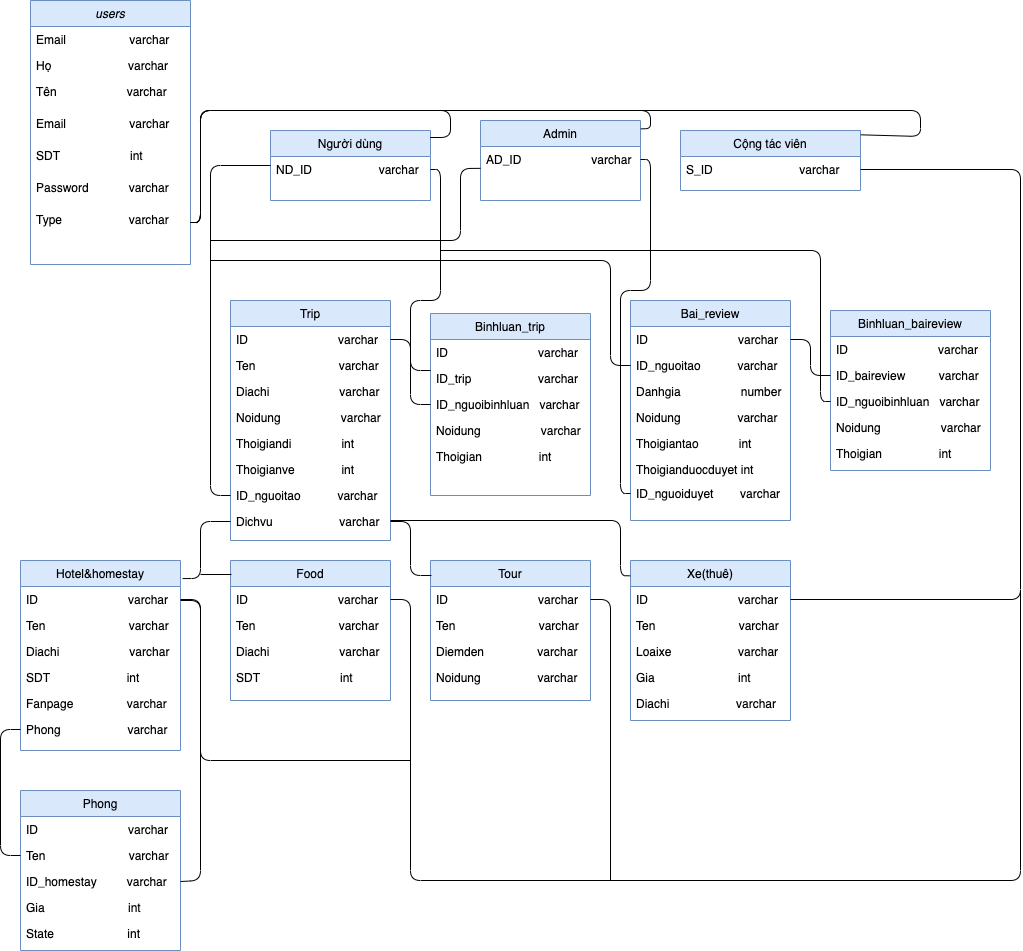 users
Email varchar
Họ varchar
Tên varchar
Email varchar
SDT int
Password varchar
Type varchar
Người dùng
ND_ID varchar
Admin
AD_ID varchar
Cộng tác viên
S_ID varchar
Trip
ID varchar
Ten varchar
Diachi varchar
Noidung varchar
Thoigiandi int
Thoigianve int
ID_nguoitao varchar
Dichvu varchar
Binhluan_trip
ID varchar
ID_trip varchar
ID_nguoibinhluan varchar
Noidung varchar
Thoigian int
Bai_review
ID varchar
ID_nguoitao varchar
Danhgia number
Noidung varchar
Thoigiantao int
Thoigianduocduyet int
ID_nguoiduyet varchar
Binhluan_baireview
ID varchar
ID_baireview varchar
ID_nguoibinhluan varchar
Noidung varchar
Thoigian int
Hotel&homestay
ID varchar
Ten varchar
Diachi varchar
SDT int
Fanpage varchar
Phong varchar
Food
ID varchar
Ten varchar
Diachi varchar
SDT int
Tour
ID varchar
Ten varchar
Diemden varchar
Noidung varchar
Xe(thuê)
ID varchar
Ten varchar
Loaixe varchar
Gia int
Diachi varchar
Phong
ID varchar
Ten varchar
ID_homestay varchar
Gia int
State int